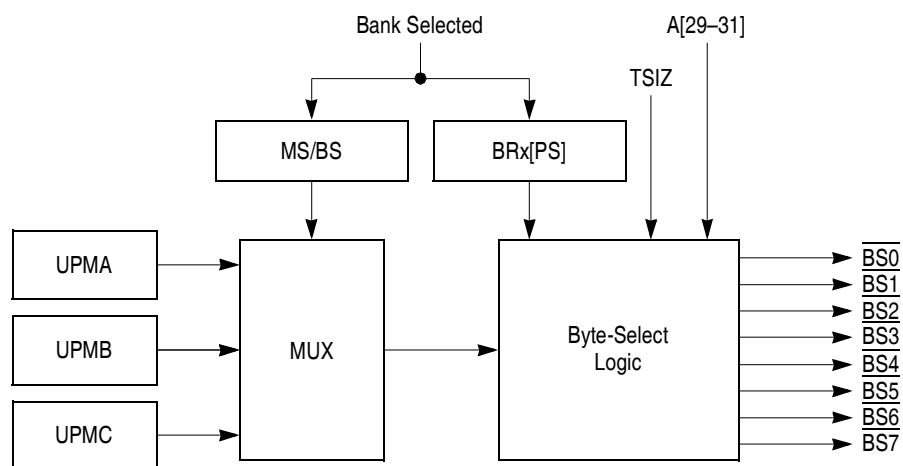 Bank Selected
A[29–31]
TSIZ
MS/BS
BRx[PS]
UPMA
UPMB
UPMC
MUX
Byte-Select
Logic
BS0
BS1
BS2
BS3
BS4
BS5
BS6
BS7